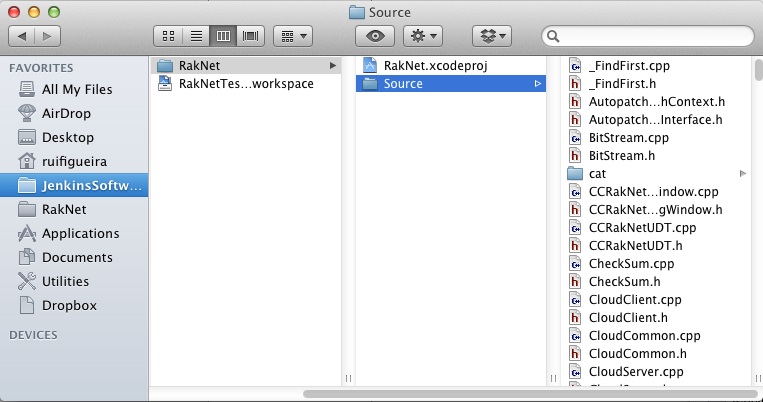 Source
FAVORITES
All My Files
AirDrop
Desktop
ruifigueira
JenkinsSoftw...
RakNet
Applications
Documents
Utilities
Dropbox
DEVICES
RakNet
RakNetTes...workspace
RakNet.xcodeproj
Source
_FindFirst.cpp
_FindFirst.h
Autopatch...hContext.h
Autopatch...Interface.h
BitStream.cpp
BitStream.h
cat
CCRakNet...indow.cpp
CCRakNet...gWindow.h
CCRakNetUDT.cpp
CCRakNetUDT.h
CheckSum.cpp
CheckSum.h
CloudClient.cpp
CloudClient.h
CloudCommon.cpp
CloudCommon.h
CloudServer.cpp